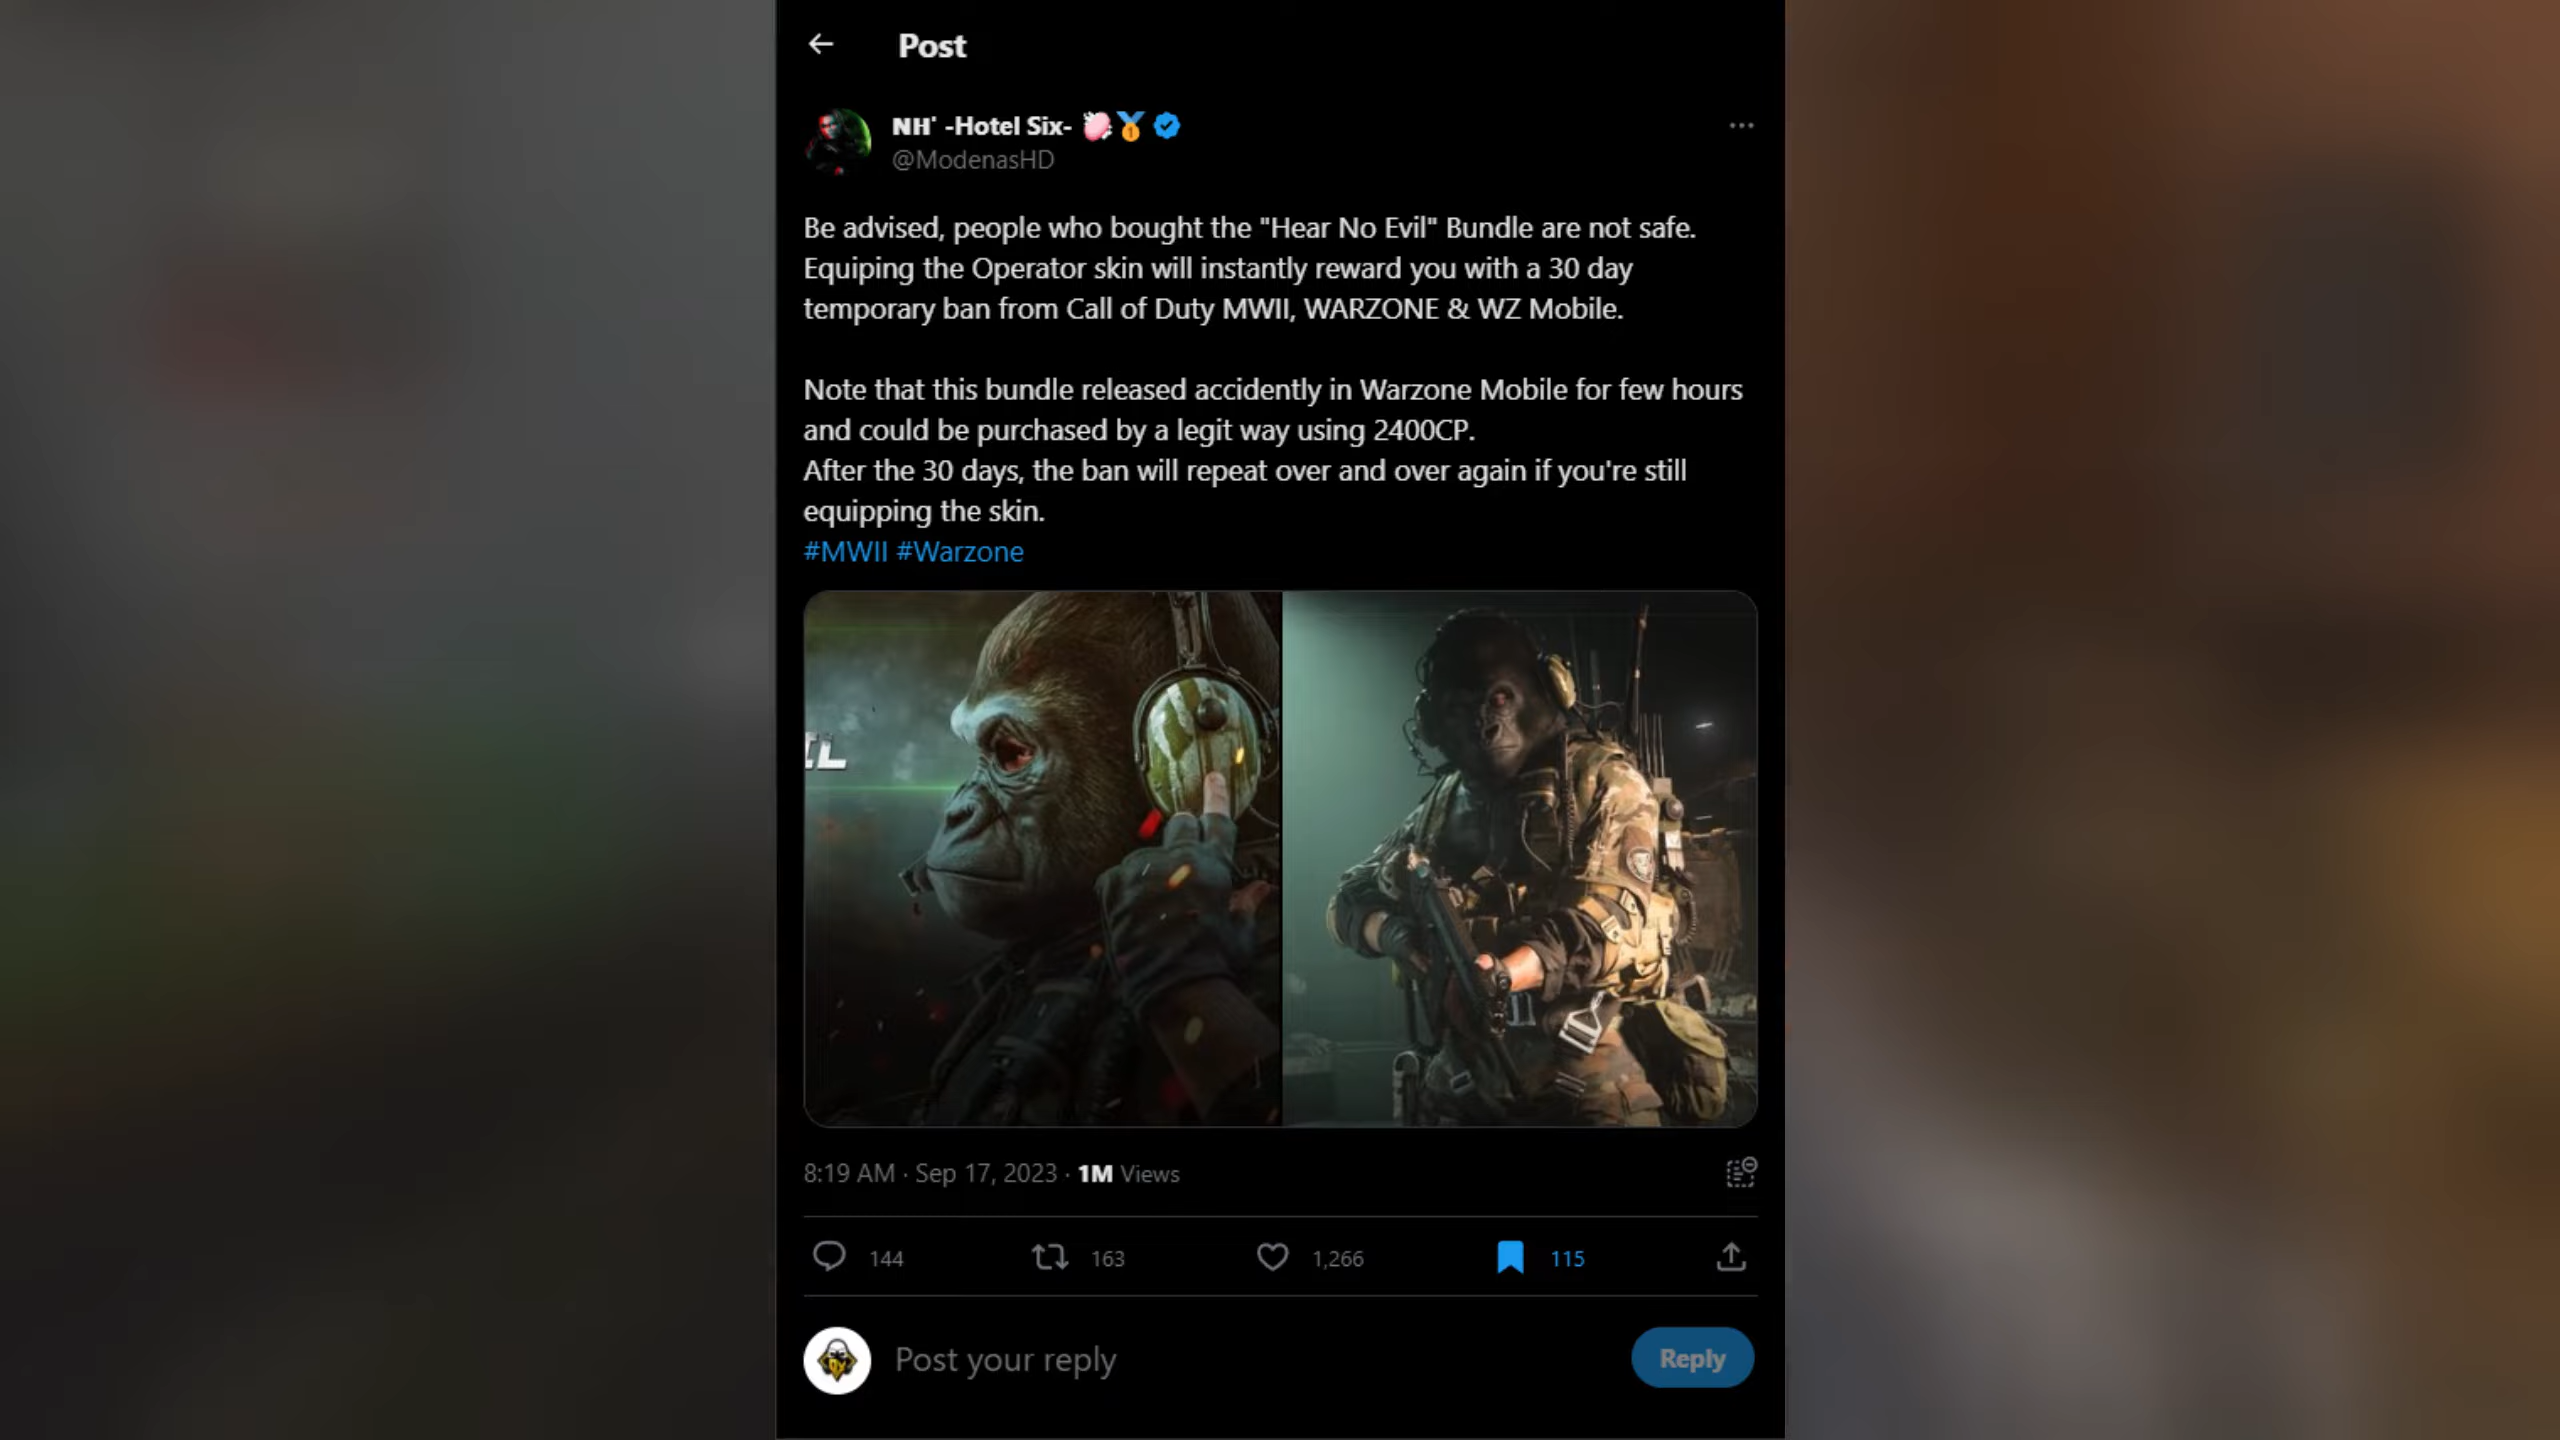 Post
NH' -Hotel Six-
@ModenasHD
Be advised, people who bought the "Hear No Evil" Bundle are not safe.
Equiping the Operator skin will instantly reward you with a 30 day
temporary ban from Call of Duty MWII, WARZONE & WZ Mobile.
Note that this bundle released accidently in Warzone Mobile for few hours
and could be purchased by a legit way using 2400CP.
After the 30 days, the ban will repeat over and over again if you're still
equipping the skin.
#MWII #Warzone
IL
8:19 AM · Sep 17, 2023 · 1M Views
144 163 1,266 115
Post your reply
Reply